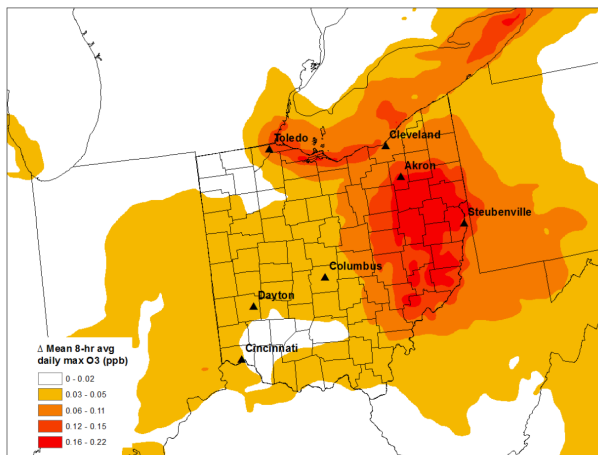 Toledo
Cleveland
Akron
Steubenville
Columbus
Dayton
Cincinnati
Δ Mean 8-hr avg
daily max O3 (ppb)
0 - 0.02
0.03 - 0.05
0.06 - 0.11
0.12 - 0.15
0.16 - 0.22